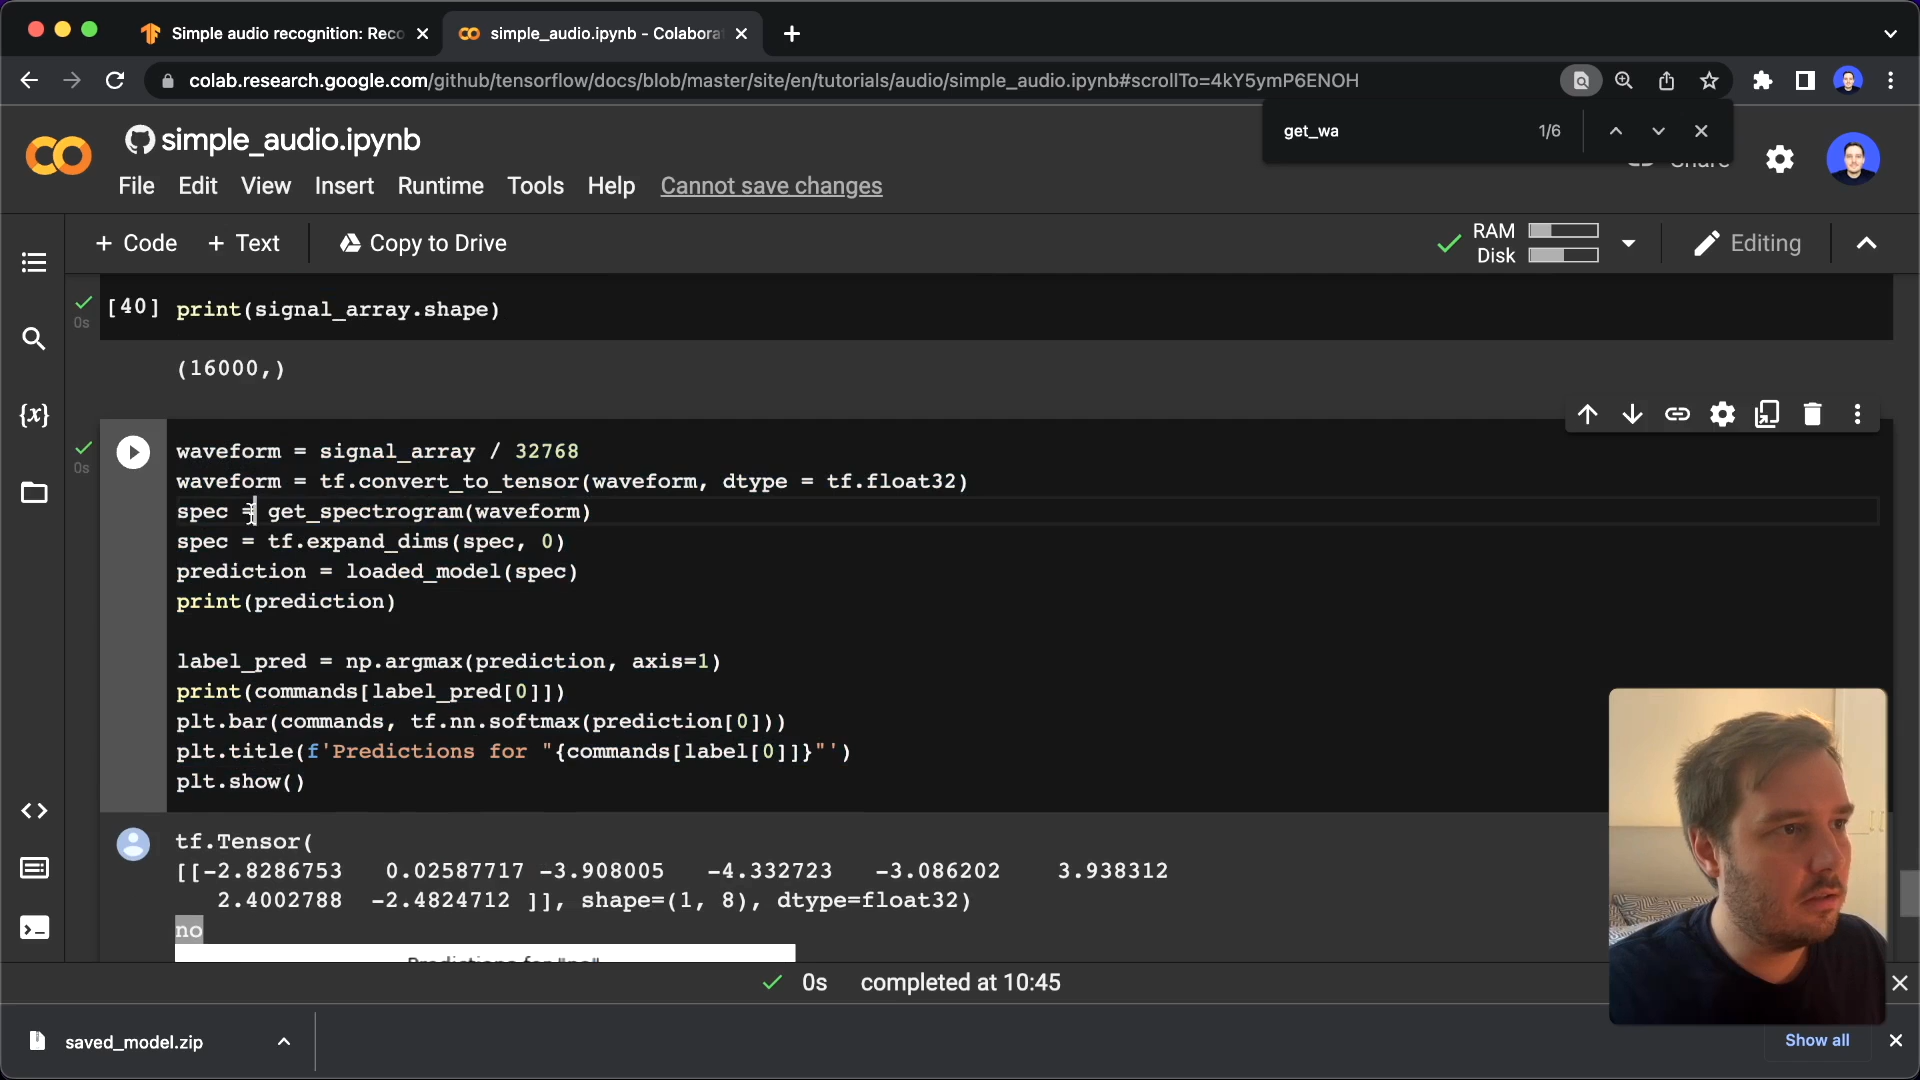 Simple audio recognition: Reco
simple_audio.ipynb - Colabora
colab.research.google.com/github/tensorflow/docs/blob/master/site/en/tutorials/audio/simple_audio.ipynb#scrollTo=4kY5ymP6ENOH
get_wa
1/6
simple_audio.ipynb
Share
File Edit View Insert Runtime Tools Help Cannot save changes
+ Code + Text Copy to Drive
RAM
Disk
Editing
0s
[40] print(signal_array.shape)
(16000,)
0s
waveform = signal_array / 32768
waveform = tf.convert_to_tensor(waveform, dtype = tf.float32)
spec = get_spectrogram(waveform)
spec = tf.expand_dims(spec, 0)
prediction = loaded_model(spec)
print(prediction)
label_pred = np.argmax(prediction, axis=1)
print(commands[label_pred[0]])
plt.bar(commands, tf.nn.softmax(prediction[0]))
plt.title(f'Predictions for "{commands[label[0]]}"')
plt.show()
tf.Tensor(
[[-2.8286753 0.02587717 -3.908005 -4.332723 -3.086202 3.938312
2.4002788 -2.4824712 ]], shape=(1, 8), dtype=float32)
no
Predictions for "no"
0s completed at 10:45
saved_model.zip
Show all